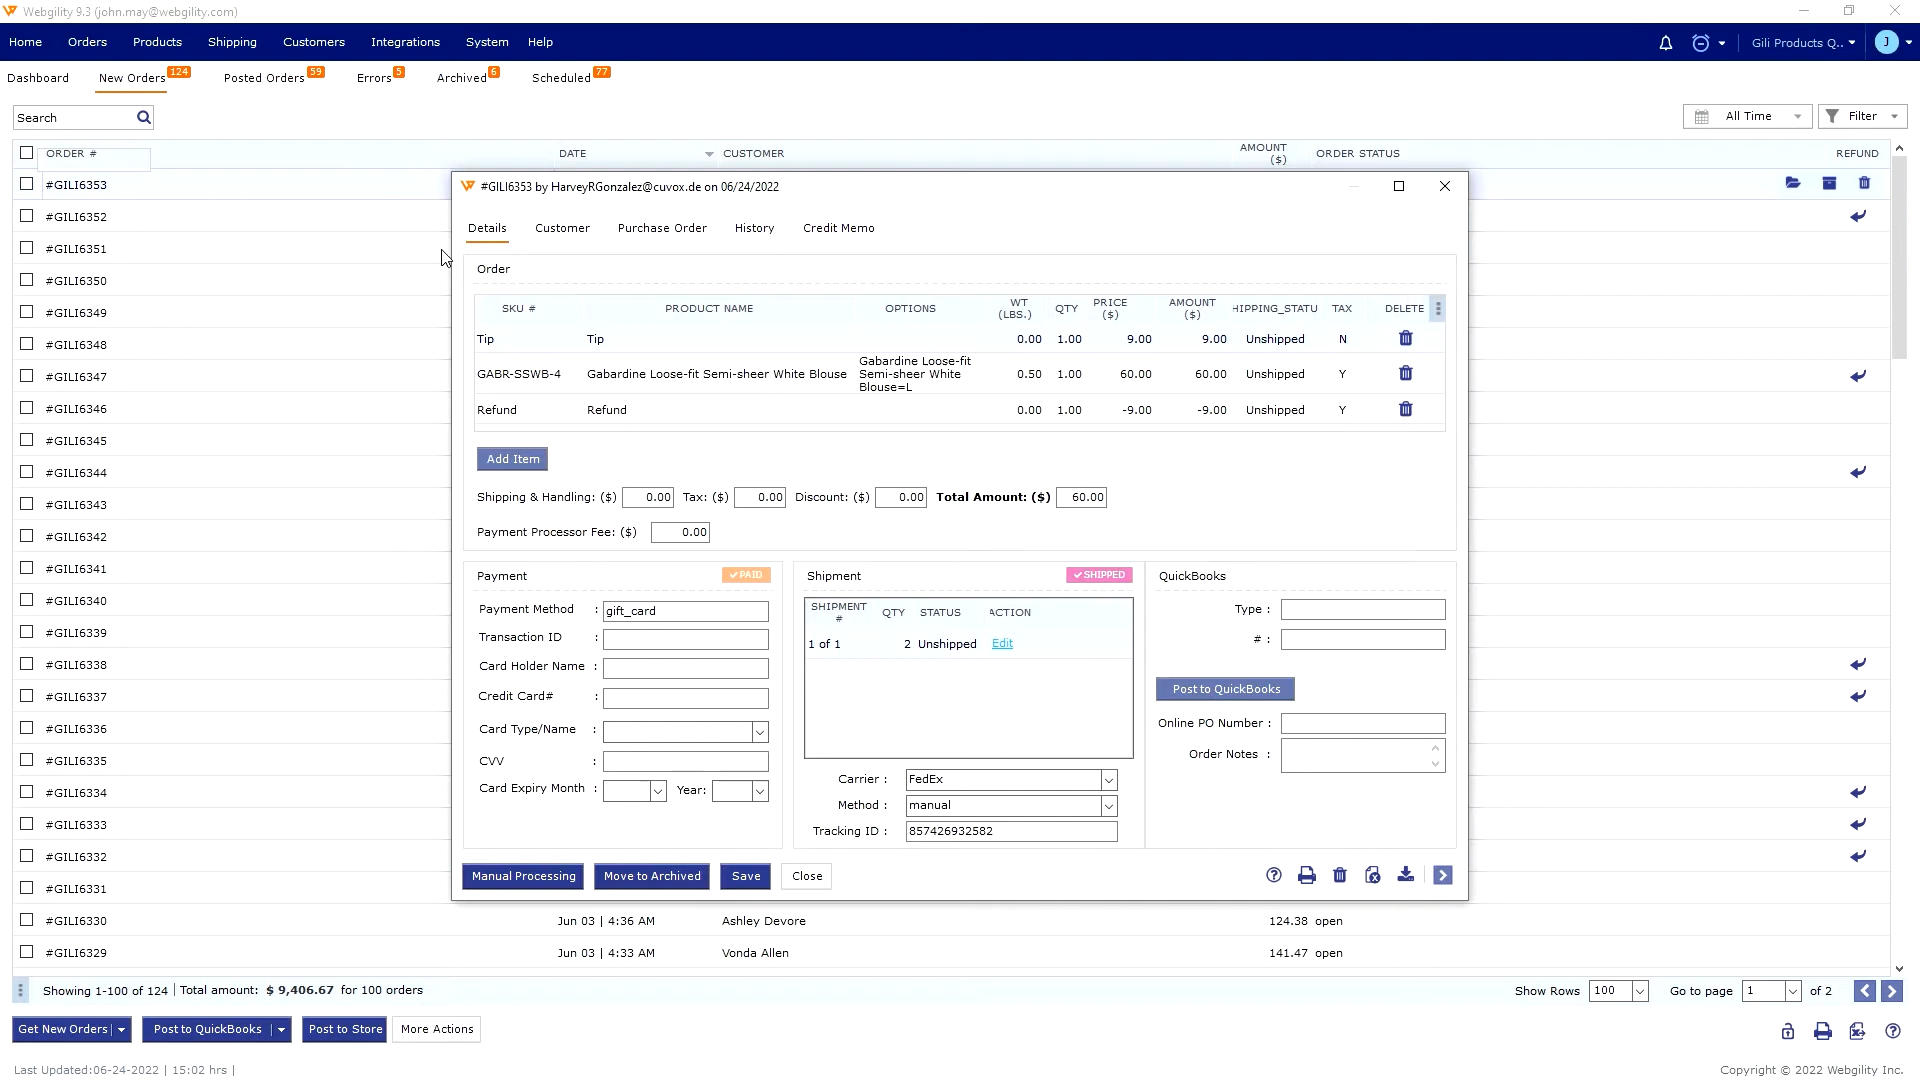 Webgility 9.3 (john.may@webgility.com)
Home Orders Products Shipping Customers Integrations System Help Gili Products Q.. J
Dashboard New Orders 124 Posted Orders 59 Errors 5 Archived 6 Scheduled 77
Search All Time Filter
ORDER # DATE CUSTOMER AMOUNT ($) ORDER STATUS REFUND
#GILI6353
#GILI6352
#GILI6351
#GILI6350
#GILI6349
#GILI6348
#GILI6347
#GILI6346
#GILI6345
#GILI6344
#GILI6343
#GILI6342
#GILI6341
#GILI6340
#GILI6339
#GILI6338
#GILI6337
#GILI6336
#GILI6335
#GILI6334
#GILI6333
#GILI6332
#GILI6331
#GILI6330 Jun 03 | 4:36 AM Ashley Devore 124.38 open
#GILI6329 Jun 03 | 4:33 AM Vonda Allen 141.47 open
#GILI6353 by HarveyRGonzalez@cuvox.de on 06/24/2022
Details Customer Purchase Order History Credit Memo
Order
SKU # PRODUCT NAME OPTIONS WT (LBS.) QTY PRICE ($) AMOUNT ($) HIPPING_STATU TAX DELETE
Tip Tip 0.00 1.00 9.00 9.00 Unshipped N
GABR-SSWB-4 Gabardine Loose-fit Semi-sheer White Blouse Gabardine Loose-fit Semi-sheer White Blouse=L 0.50 1.00 60.00 60.00 Unshipped Y
Refund Refund 0.00 1.00 -9.00 -9.00 Unshipped Y
Add Item
Shipping & Handling: ($) 0.00 Tax: ($) 0.00 Discount: ($) 0.00 Total Amount: ($) 60.00
Payment Processor Fee: ($) 0.00
Payment PAID
Payment Method : gift_card
Transaction ID :
Card Holder Name :
Credit Card# :
Card Type/Name :
CVV :
Card Expiry Month : Year:
Shipment SHIPPED
SHIPMENT # QTY STATUS ACTION
1 of 1 2 Unshipped Edit
Carrier : FedEx
Method : manual
Tracking ID : 857426932582
QuickBooks
Type :
# :
Post to QuickBooks
Online PO Number :
Order Notes :
Manual Processing Move to Archived Save Close
Showing 1-100 of 124 | Total amount: $ 9,406.67 for 100 orders Show Rows 100 Go to page 1 of 2
Get New Orders Post to QuickBooks Post to Store More Actions
Last Updated:06-24-2022 | 15:02 hrs | Copyright © 2022 Webgility Inc.